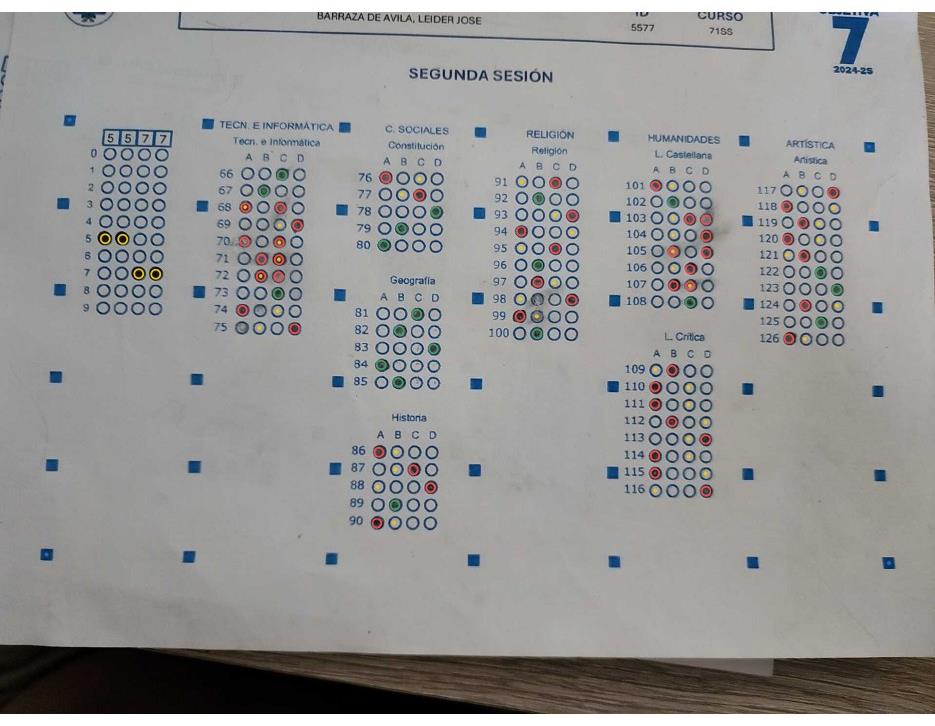 BARRAZA DE AVILA, LEIDER JOSE
ID
5577
CURSO
71SS
OBJETIVA
7
2024-2S
SEGUNDA SESIÓN
5 5 7 7
0
1
2
3
4
5
6
7
8
9
TECN. E INFORMÁTICA
Tecn. e Informática
A B C D
66
67
68
69
70
71
72
73
74
75
C. SOCIALES
Constitución
A B C D
76
77
78
79
80
Geografía
A B C D
81
82
83
84
85
Historia
A B C D
86
87
88
89
90
RELIGIÓN
Religión
A B C D
91
92
93
94
95
96
97
98
99
100
HUMANIDADES
L. Castellana
A B C D
101
102
103
104
105
106
107
108
L. Crítica
A B C D
109
110
111
112
113
114
115
116
ARTÍSTICA
Artística
A B C D
117
118
119
120
121
122
123
124
125
126